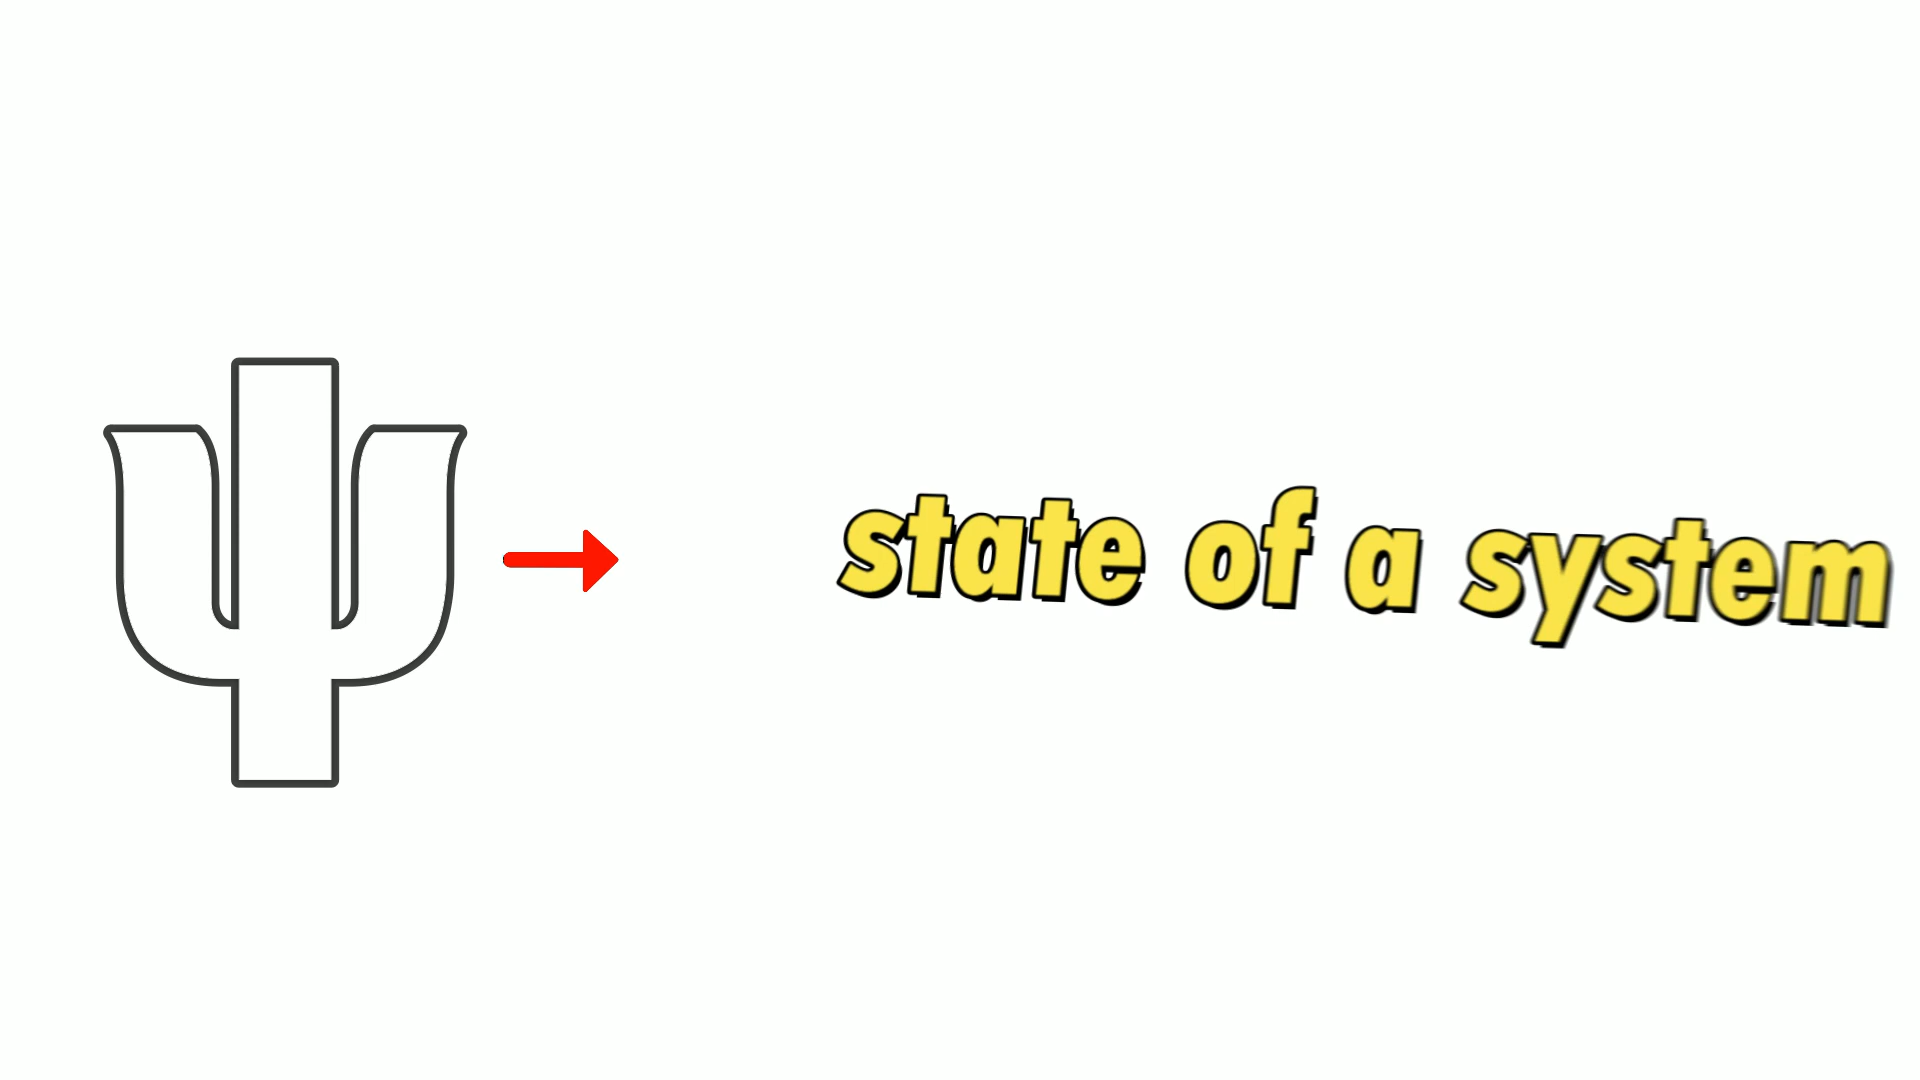 ψ
state of a system